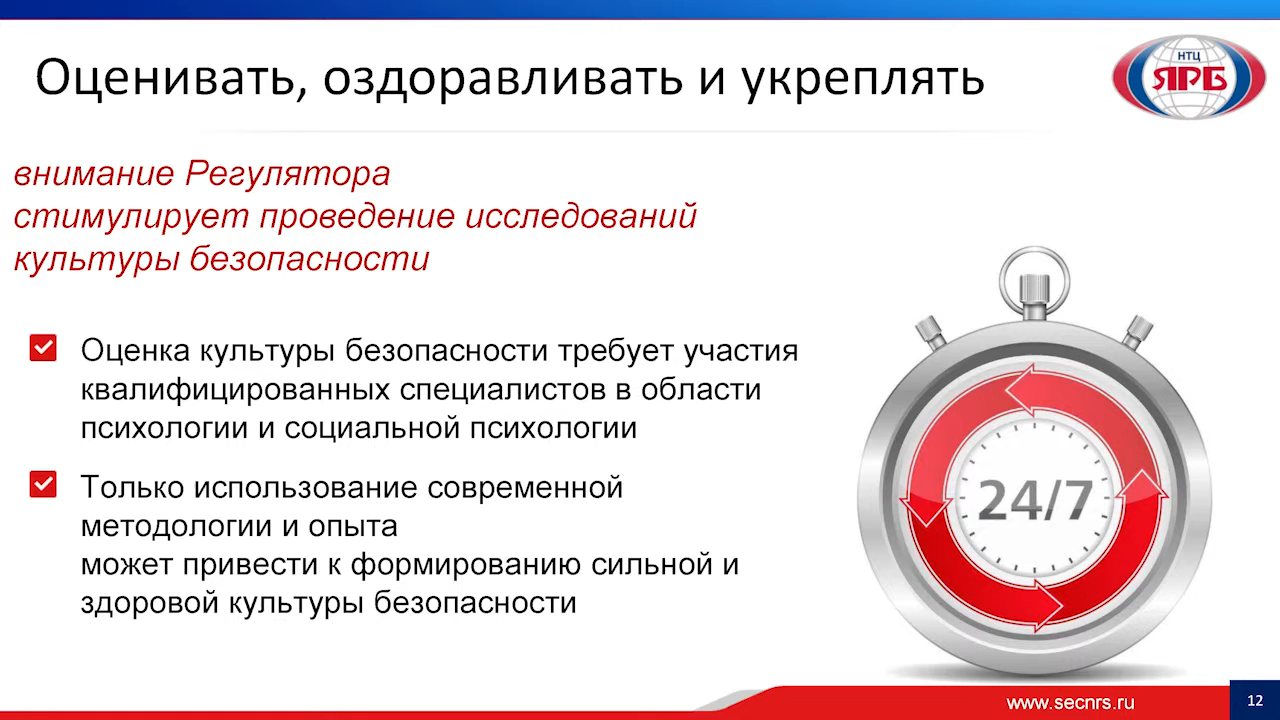 Оценивать, оздоравливать и укреплять
НТЦ
ЯРБ
внимание Регулятора
стимулирует проведение исследований
культуры безопасности
Оценка культуры безопасности требует участия
квалифицированных специалистов в области
психологии и социальной психологии
Только использование современной
методологии и опыта
может привести к формированию сильной и
здоровой культуры безопасности
24/7
www.secnrs.ru
12